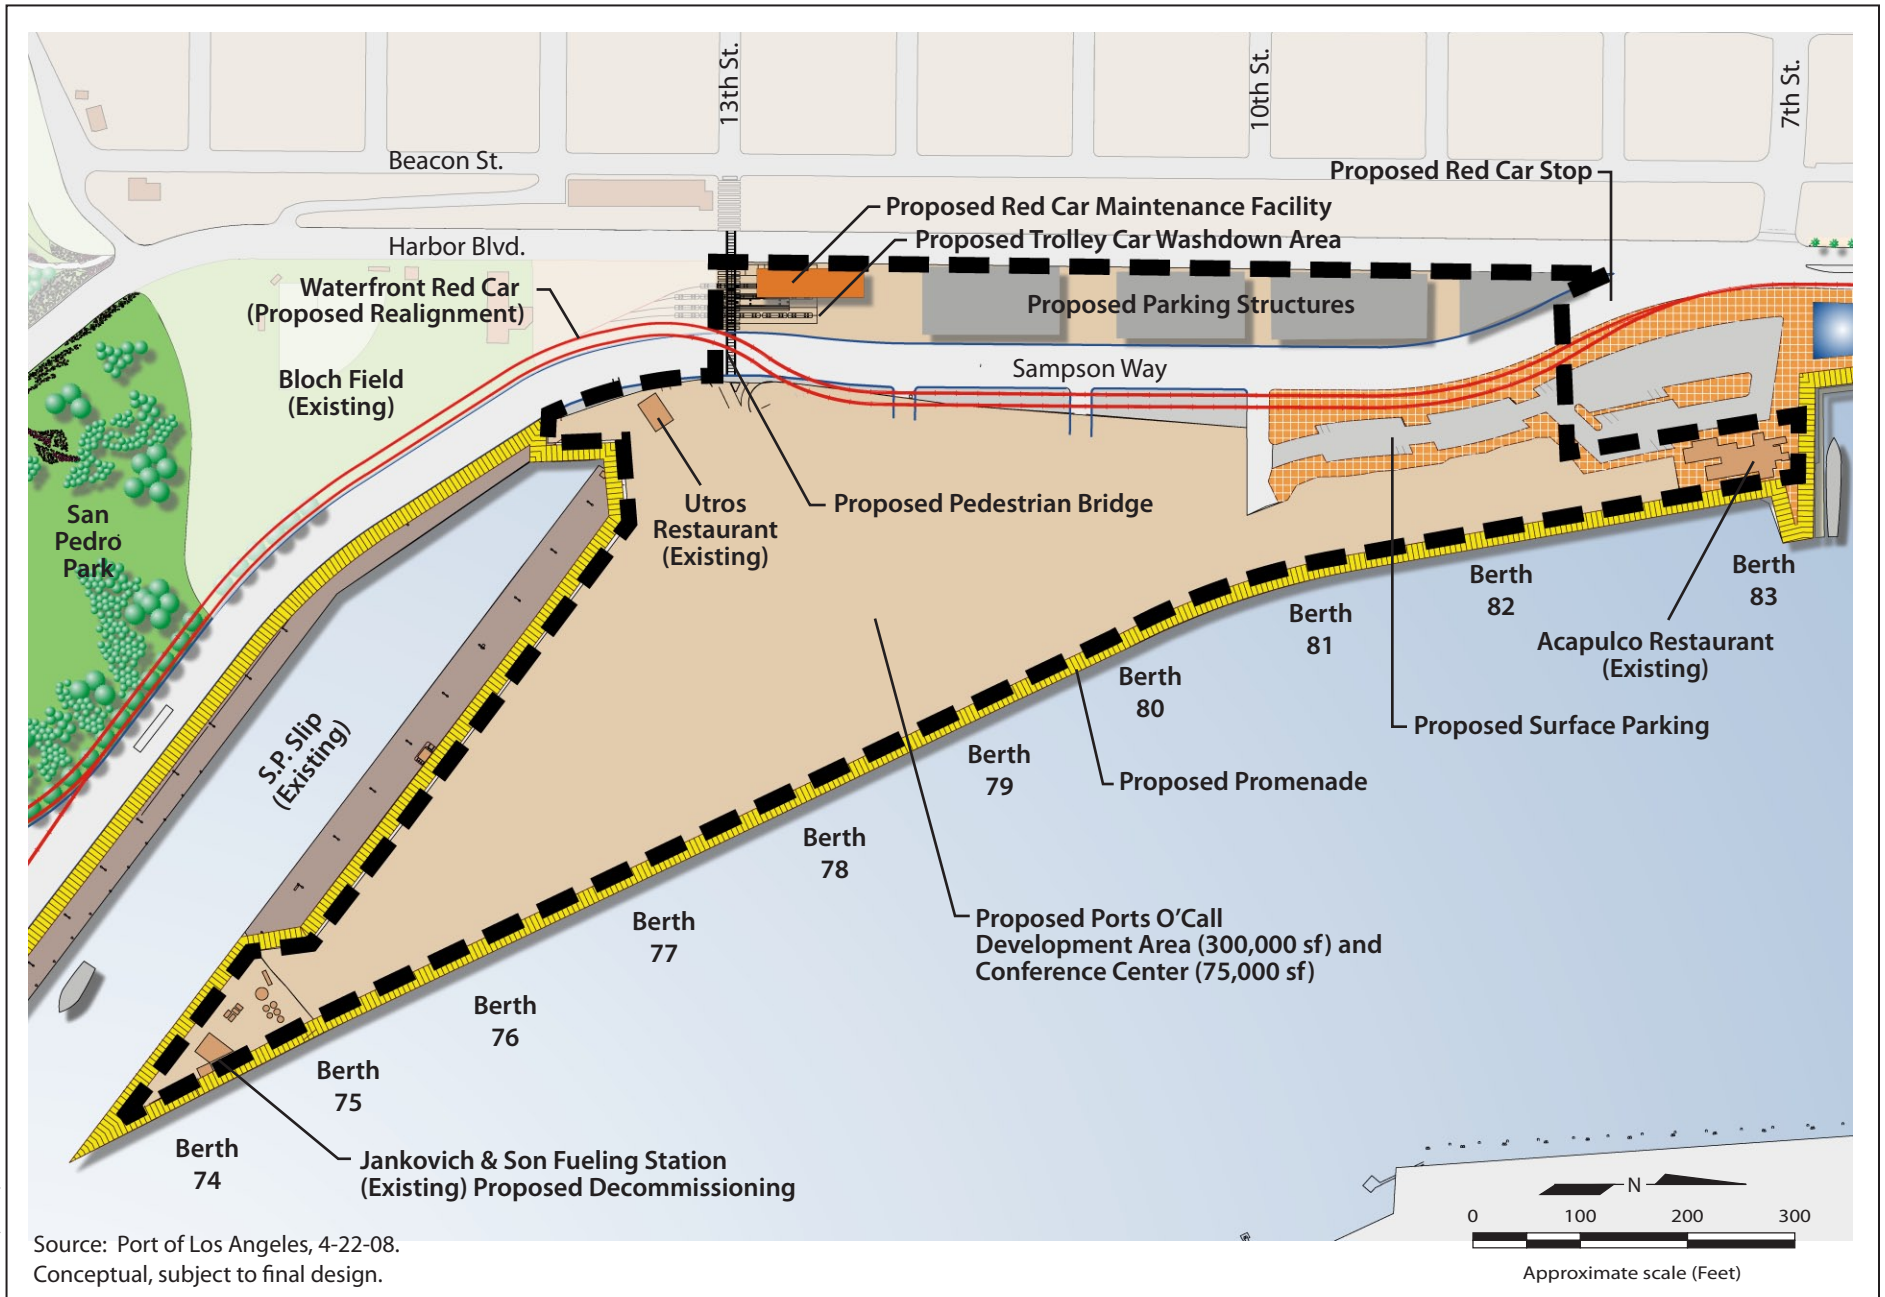 13th St.
10th St.
7th St.
Beacon St.
Proposed Red Car Stop
Proposed Red Car Maintenance Facility
Proposed Trolley Car Washdown Area
Harbor Blvd.
Waterfront Red Car
(Proposed Realignment)
Proposed Parking Structures
Sampson Way
Bloch Field
(Existing)
San
Pedro
Park
Utros
Restaurant
(Existing)
Proposed Pedestrian Bridge
Berth
83
Berth
82
Berth
81
Acapulco Restaurant
(Existing)
Berth
80
Proposed Surface Parking
S.P. Slip
(Existing)
Berth
79
Proposed Promenade
Berth
78
Berth
77
Proposed Ports O’Call
Development Area (300,000 sf) and
Conference Center (75,000 sf)
Berth
76
Berth
75
Berth
74
Jankovich & Son Fueling Station
(Existing) Proposed Decommissioning
N
0 100 200 300
Approximate scale (Feet)
Source: Port of Los Angeles, 4-22-08.
Conceptual, subject to final design.